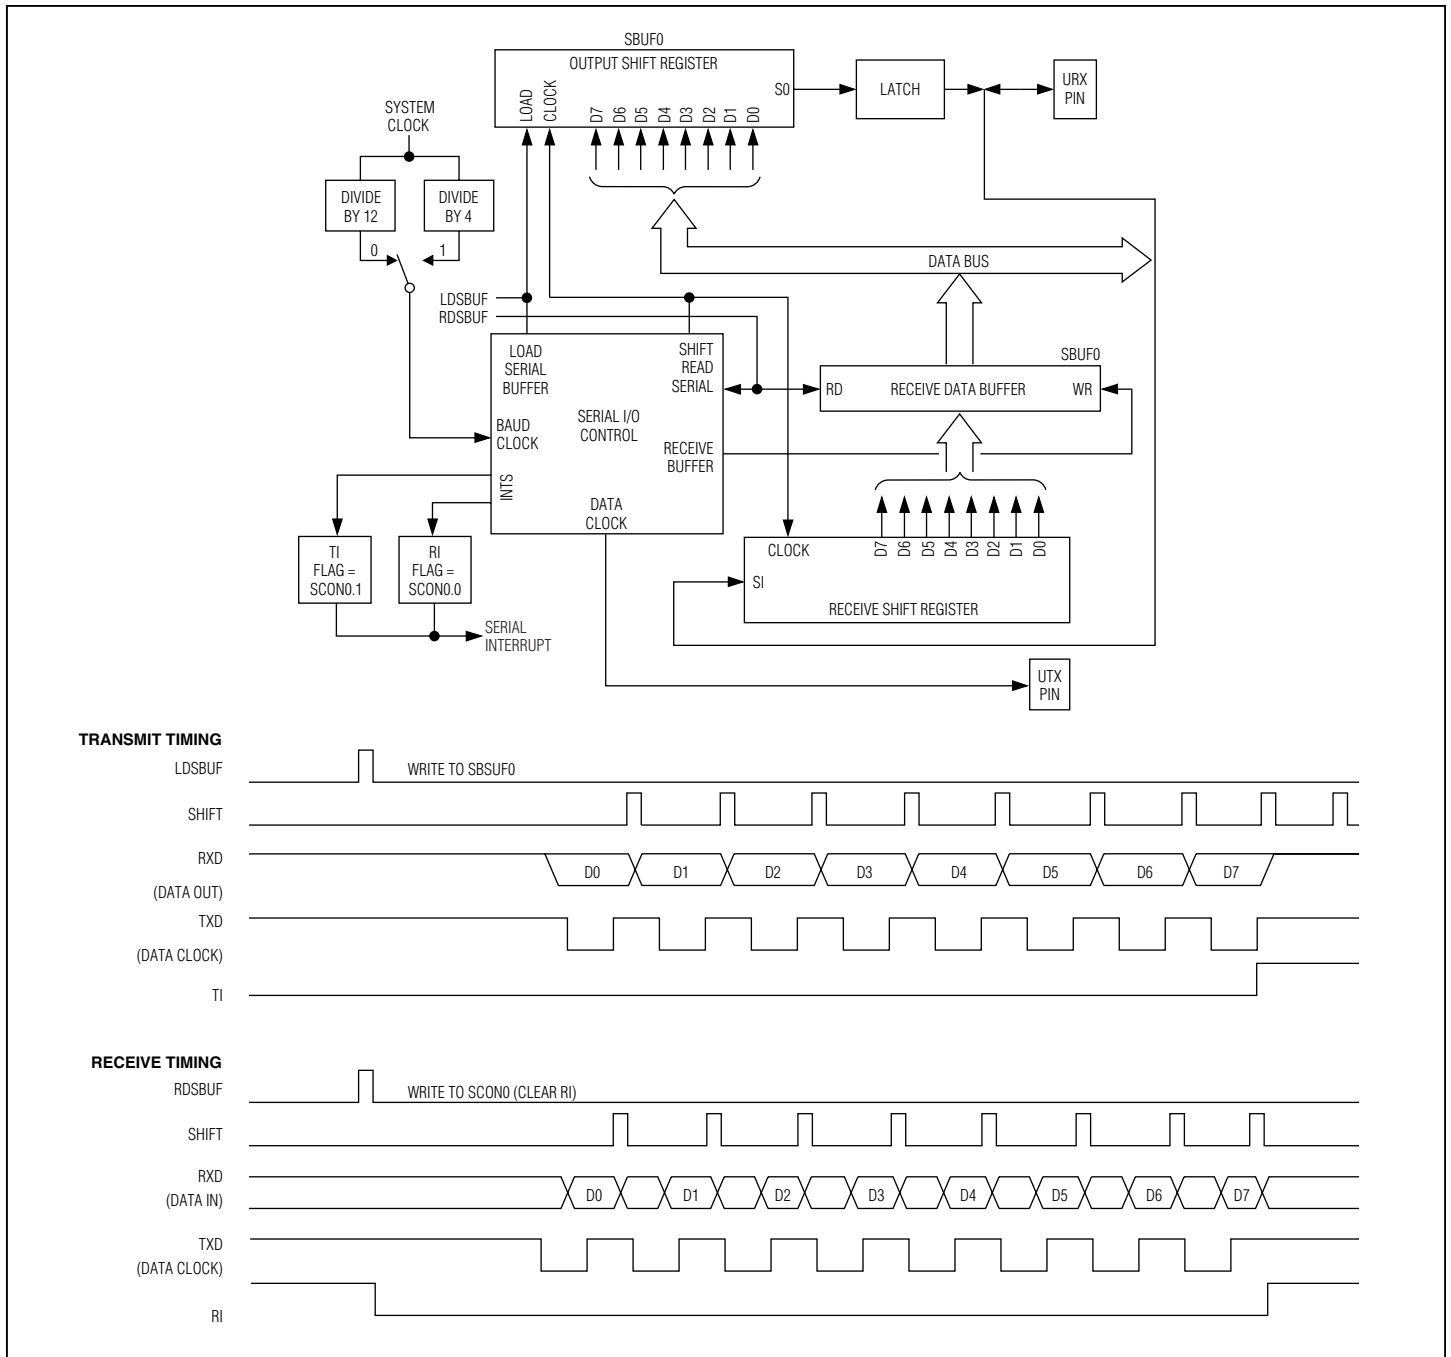 SBUF0
OUTPUT SHIFT REGISTER
LOAD
CLOCK
D7
D6
D5
D4
D3
D2
D1
D0
S0
LATCH
URX
PIN
SYSTEM
CLOCK
DIVIDE
BY 12
DIVIDE
BY 4
0
1
DATA BUS
LDSBUF
RDSBUF
LOAD
SERIAL
BUFFER
SHIFT
READ
SERIAL
SBUF0
RD
RECEIVE DATA BUFFER
WR
BAUD
CLOCK
SERIAL I/O
CONTROL
RECEIVE
BUFFER
INTS
DATA
CLOCK
TI
FLAG =
SCON0.1
RI
FLAG =
SCON0.0
CLOCK
D7
D6
D5
D4
D3
D2
D1
D0
SI
RECEIVE SHIFT REGISTER
SERIAL
INTERRUPT
UTX
PIN
TRANSMIT TIMING
LDSBUF
WRITE TO SBSUF0
SHIFT
RXD
(DATA OUT)
D0 D1 D2 D3 D4 D5 D6 D7
TXD
(DATA CLOCK)
TI
RECEIVE TIMING
RDSBUF
WRITE TO SCON0 (CLEAR RI)
SHIFT
RXD
(DATA IN)
D0 D1 D2 D3 D4 D5 D6 D7
TXD
(DATA CLOCK)
RI